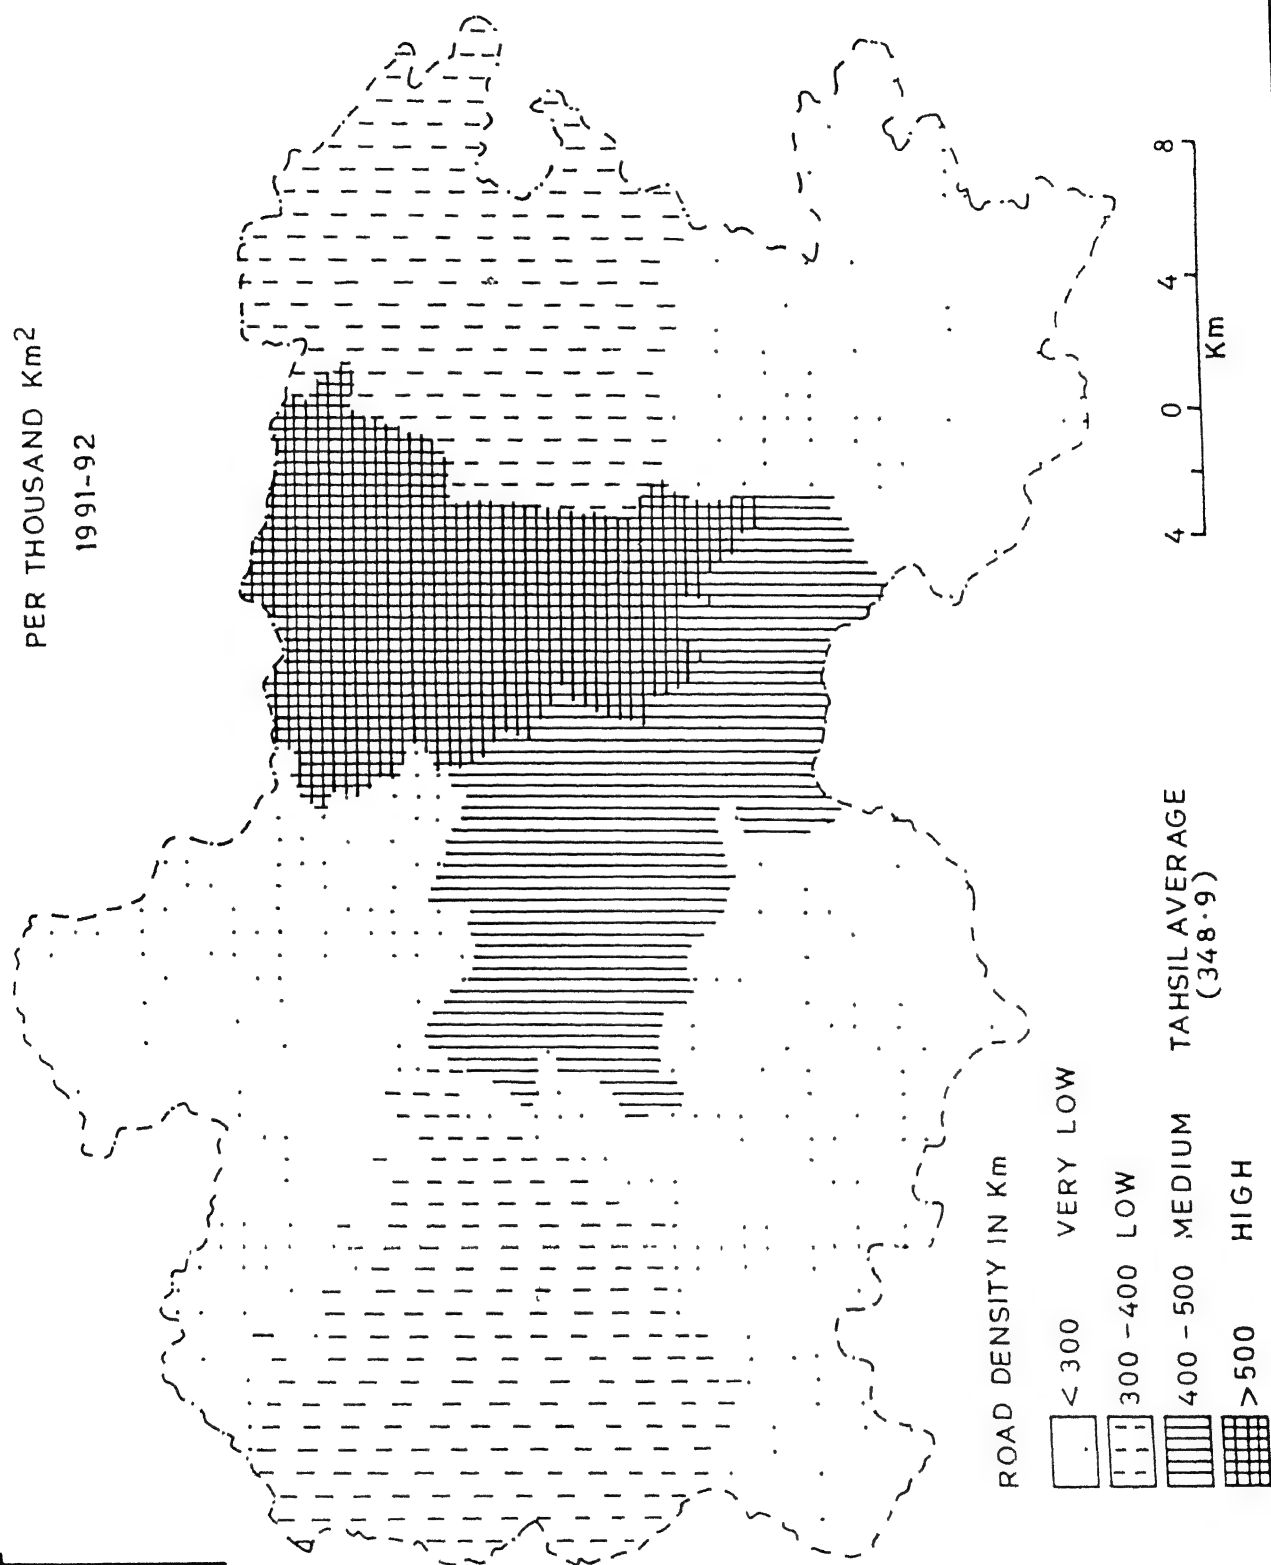 PER THOUSAND Km²
1991-92
4 0 4 8
Km
ROAD DENSITY IN Km
< 300 VERY LOW
300 - 400 LOW
400 - 500 MEDIUM
> 500 HIGH
TAHSIL AVERAGE
(348·9)